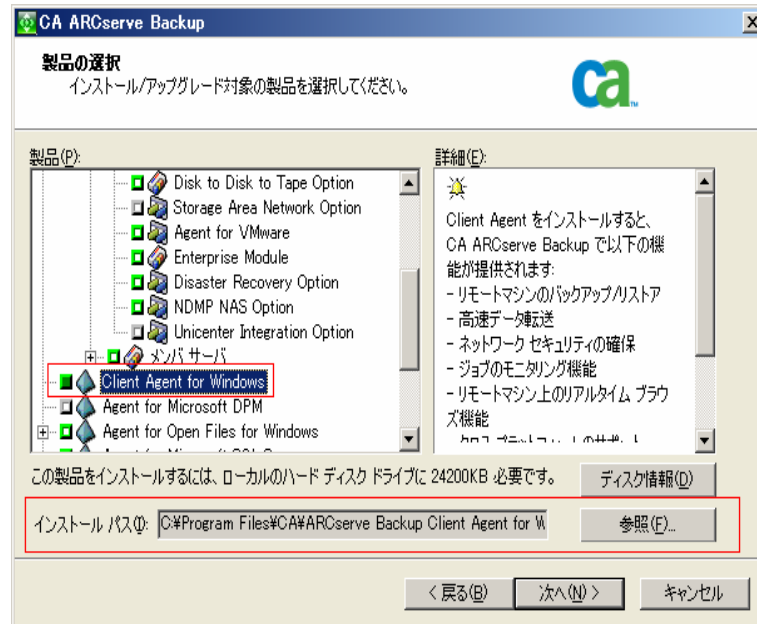 CA ARCserve Backup
製品の選択
インストール/アップグレード対象の製品を選択してください。
ca
製品(P):
Disk to Disk to Tape Option
Storage Area Network Option
Agent for VMware
Enterprise Module
Disaster Recovery Option
NDMP NAS Option
Unicenter Integration Option
メンバ サーバ
Client Agent for Windows
Agent for Microsoft DPM
Agent for Open Files for Windows
詳細(E):
Client Agent をインストールすると、
CA ARCserve Backup で以下の機
能が提供されます:
- リモートマシンのバックアップ/リストア
- 高速データ転送
- ネットワーク セキュリティの確保
- ジョブのモニタリング機能
- リモートマシン上のリアルタイム ブラウ
ズ機能
この製品をインストールするには、ローカルのハード ディスク ドライブに 24200KB 必要です。
ディスク情報(D)
インストール パス(I):
C:¥Program Files¥CA¥ARCserve Backup Client Agent for W
参照(F)...
< 戻る(B)
次へ(N) >
キャンセル